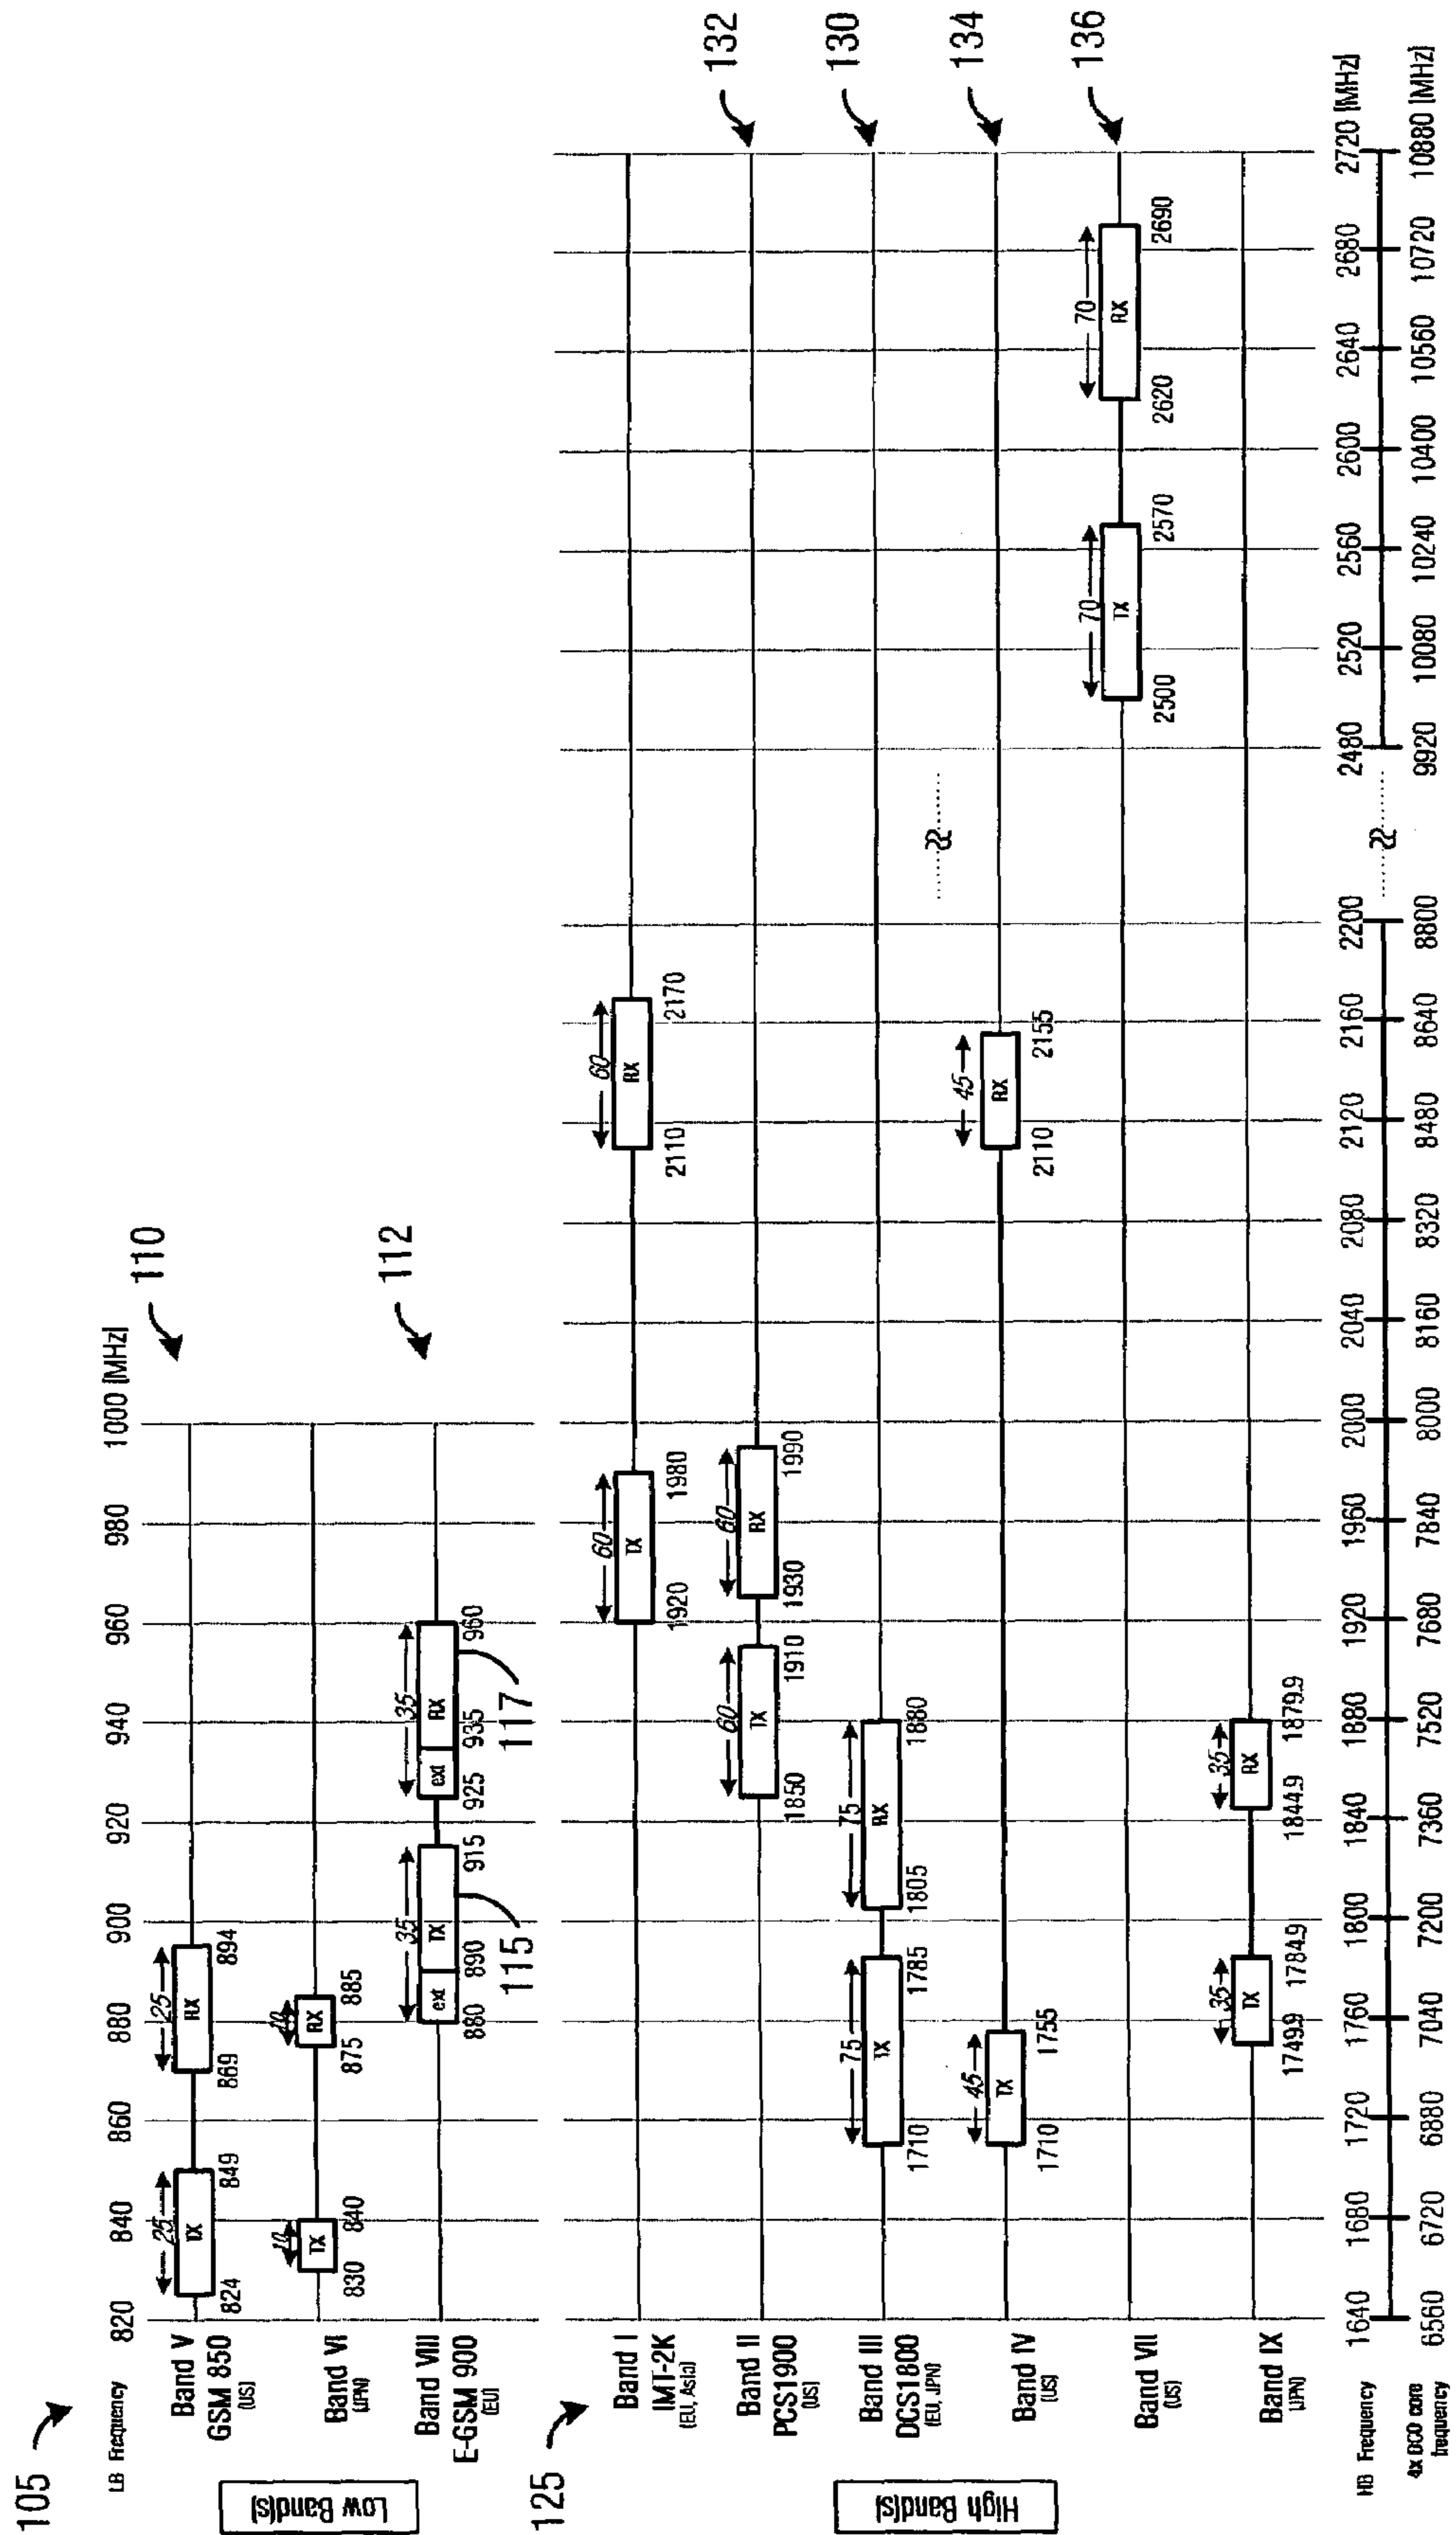 105
LB Frequency 820 840 860 880 900 920 940 960 980 1000 [MHz]
Low Band(s)
Band V
GSM 850
(US)
25 TX 824 849
25 RX 869 894
110
Band VI
(JPN)
10 TX 830 840
10 RX 875 885
Band VIII
E-GSM 900
(EU)
35 ext TX 880 890 915
115
35 ext RX 925 935 960
117
112
125
High Band(s)
Band I
IMT-2K
(EU, Asia)
60 TX 1920 1980
60 RX 2110 2170
Band II
PCS1900
(US)
60 TX 1850 1910
60 RX 1930 1990
132
Band III
DCS1800
(EU, JPN)
75 TX 1710 1785
75 RX 1805 1880
130
Band IV
(US)
45 TX 1710 1755
45 RX 2110 2155
134
Band VII
(US)
70 TX 2500 2570
70 RX 2620 2690
136
Band IX
(JPN)
35 TX 1749.9 1784.9
35 RX 1844.9 1879.9
HB Frequency 1640 1680 1720 1760 1800 1840 1880 1920 1960 2000 2040 2080 2120 2160 2200 2480 2520 2560 2600 2640 2680 2720 [MHz]
4x DCO core
frequency
6560 6720 6880 7040 7200 7360 7520 7680 7840 8000 8160 8320 8480 8640 8800 9920 10080 10240 10400 10560 10720 10880 [MHz]